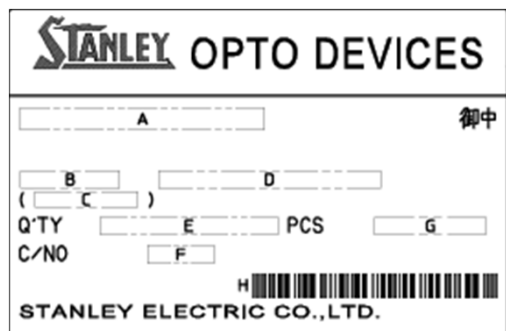 STANLEY OPTO DEVICES
A 御中
B D
( C )
Q'TY E PCS G
C/NO F
H
STANLEY ELECTRIC CO.,LTD.